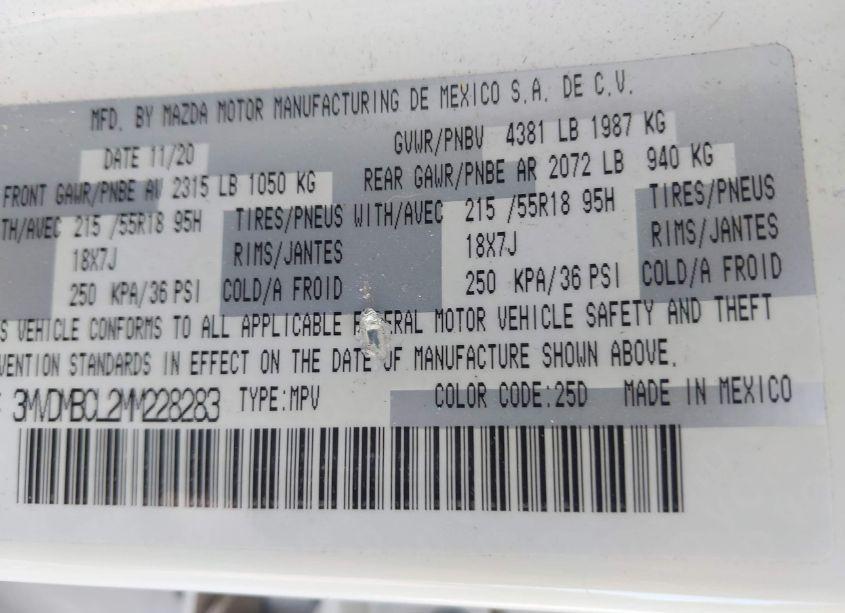 MFD. BY MAZDA MOTOR MANUFACTURING DE MEXICO S.A. DE C.V.
DATE 11/20 GVWR/PNBV 4381 LB 1987 KG
FRONT GAWR/PNBE AV 2315 LB 1050 KG REAR GAWR/PNBE AR 2072 LB 940 KG
TH/AVEC 215 /55R18 95H TIRES/PNEUS WITH/AVEC 215 /55R18 95H TIRES/PNEUS
18X7J RIMS/JANTES 18X7J RIMS/JANTES
250 KPA/36 PSI COLD/A FROID 250 KPA/36 PSI COLD/A FROID
S VEHICLE CONFORMS TO ALL APPLICABLE FEDERAL MOTOR VEHICLE SAFETY AND THEFT
VENTION STANDARDS IN EFFECT ON THE DATE OF MANUFACTURE SHOWN ABOVE.
3MVDMBCL2MM228283 TYPE:MPV COLOR CODE:25D MADE IN MEXICO